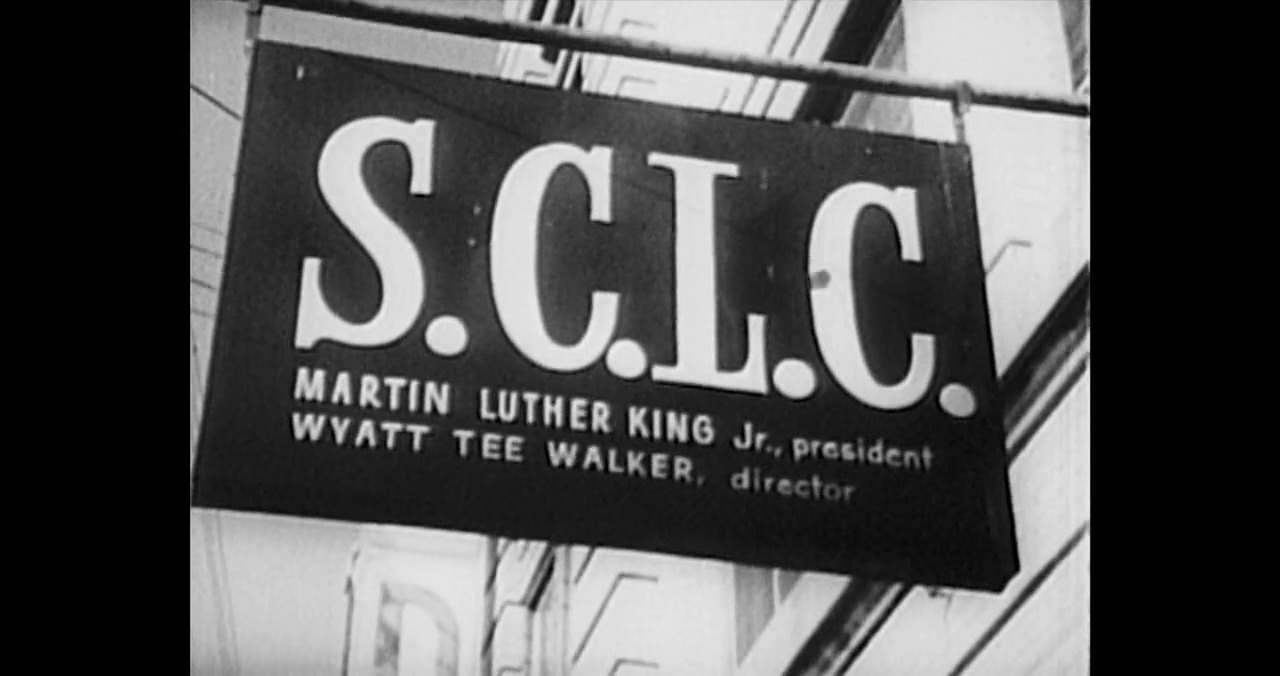 S.C.L.C.
MARTIN LUTHER KING Jr., president
WYATT TEE WALKER, director